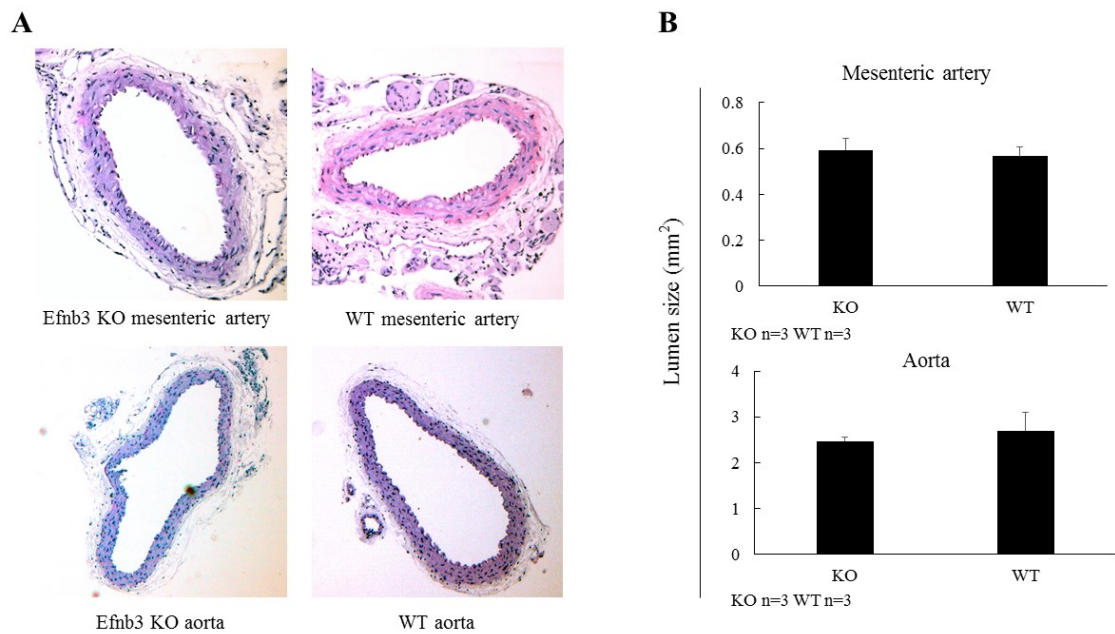 A
Efnb3 KO mesenteric artery
WT mesenteric artery
Efnb3 KO aorta
WT aorta
B
Lumen size (mm²)
Mesenteric artery
0.8
0.6
0.4
0.2
0
KO
WT
KO n=3 WT n=3
Aorta
4
3
2
1
0
KO
WT
KO n=3 WT n=3